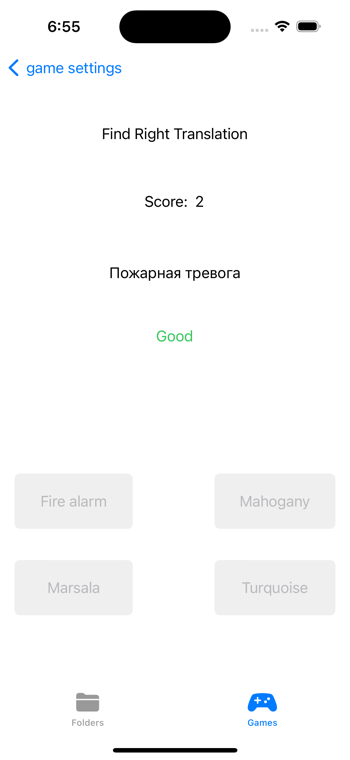 6:55
game settings
Find Right Translation
Score: 2
Пожарная тревога
Good
Fire alarm
Mahogany
Marsala
Turquoise
Folders
Games